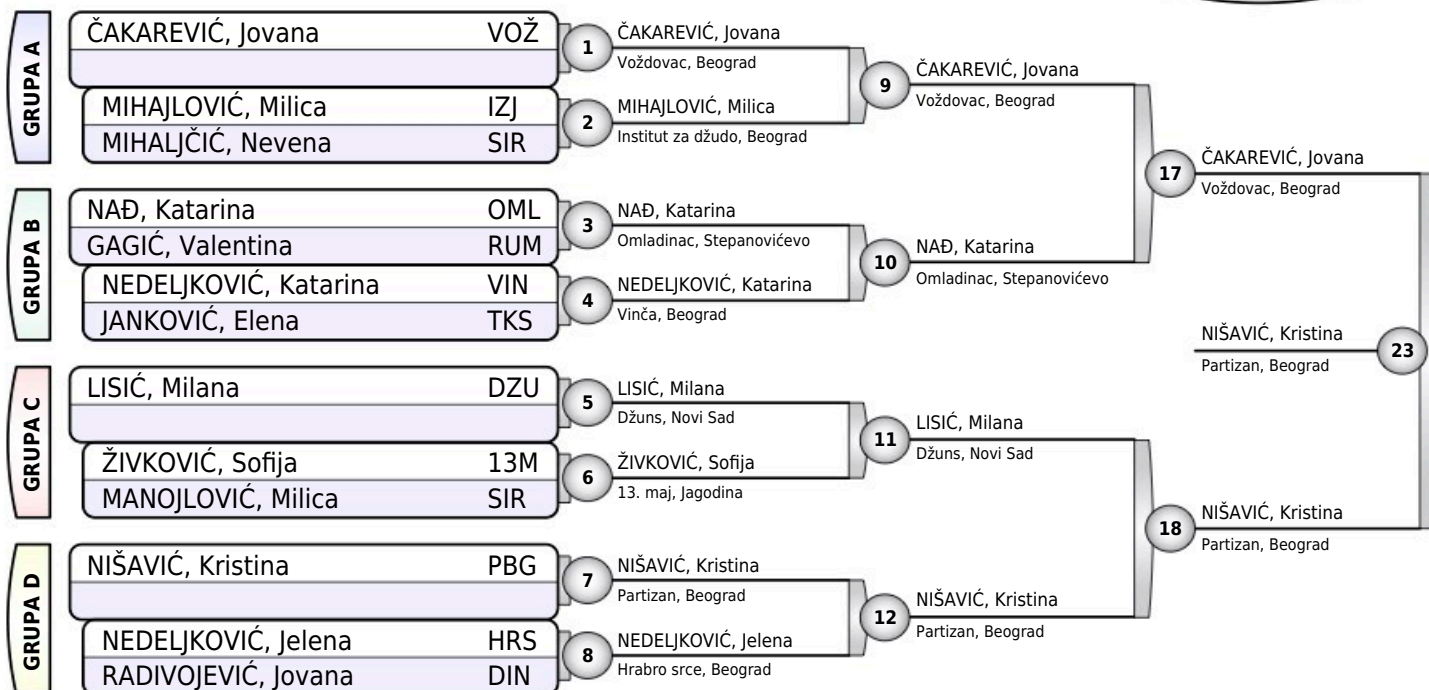 GRUPA A
ČAKAREVIĆ, Jovana VOŽ
MIHAJLOVIĆ, Milica IZJ
MIHALJČIĆ, Nevena SIR
GRUPA B
NAĐ, Katarina OML
GAGIĆ, Valentina RUM
NEDELJKOVIĆ, Katarina VIN
JANKOVIĆ, Elena TKS
GRUPA C
LISIĆ, Milana DZU
ŽIVKOVIĆ, Sofija 13M
MANOJLOVIĆ, Milica SIR
GRUPA D
NIŠAVIĆ, Kristina PBG
NEDELJKOVIĆ, Jelena HRS
RADIVOJEVIĆ, Jovana DIN
1
ČAKAREVIĆ, Jovana
Voždovac, Beograd
2
MIHAJLOVIĆ, Milica
Institut za džudo, Beograd
3
NAĐ, Katarina
Omladinac, Stepanovićevo
4
NEDELJKOVIĆ, Katarina
Vinča, Beograd
5
LISIĆ, Milana
Džuns, Novi Sad
6
ŽIVKOVIĆ, Sofija
13. maj, Jagodina
7
NIŠAVIĆ, Kristina
Partizan, Beograd
8
NEDELJKOVIĆ, Jelena
Hrabro srce, Beograd
9
ČAKAREVIĆ, Jovana
Voždovac, Beograd
10
NAĐ, Katarina
Omladinac, Stepanovićevo
11
LISIĆ, Milana
Džuns, Novi Sad
12
NIŠAVIĆ, Kristina
Partizan, Beograd
17
ČAKAREVIĆ, Jovana
Voždovac, Beograd
18
NIŠAVIĆ, Kristina
Partizan, Beograd
NIŠAVIĆ, Kristina
Partizan, Beograd
23